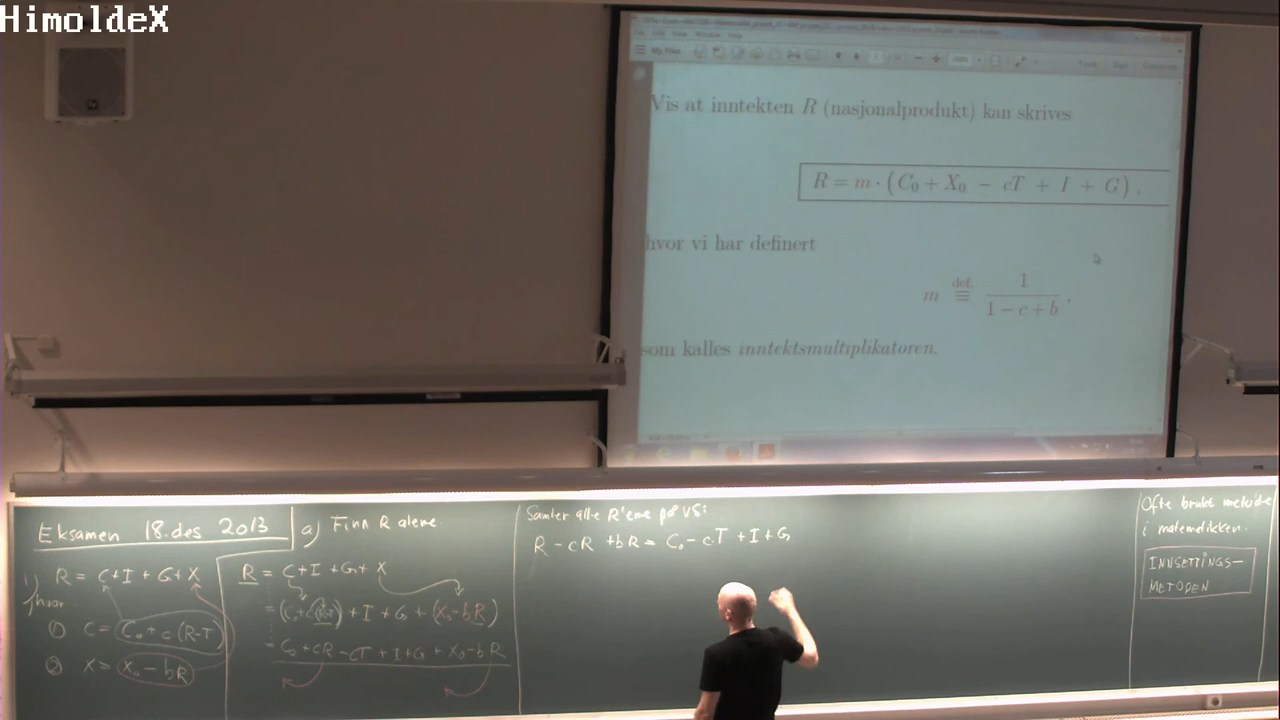 HimoldeX
Vis at inntekten R (nasjonalprodukt) kan skrives
R = m · (C₀ + X₀ − cT + I + G) ,
hvor vi har definert
m def. ≡ 1 / (1 − c + b) ,
som kalles inntektsmultiplikatoren.
Eksamen 18.des 2013
1) R = C + I + G + X
hvor
① C = C₀ + c(R-T)
② X = X₀ - bR
a) Finn R alene.
R = C + I + G + X
= (C₀ + c(R-T)) + I + G + (X₀ - bR)
= C₀ + cR - cT + I + G + X₀ - bR
Samler alle R'ene på VS:
R - cR + bR = C₀ - cT + I + G
Ofte brukt metode
i matematikken.
INNSETTINGS-
METODEN